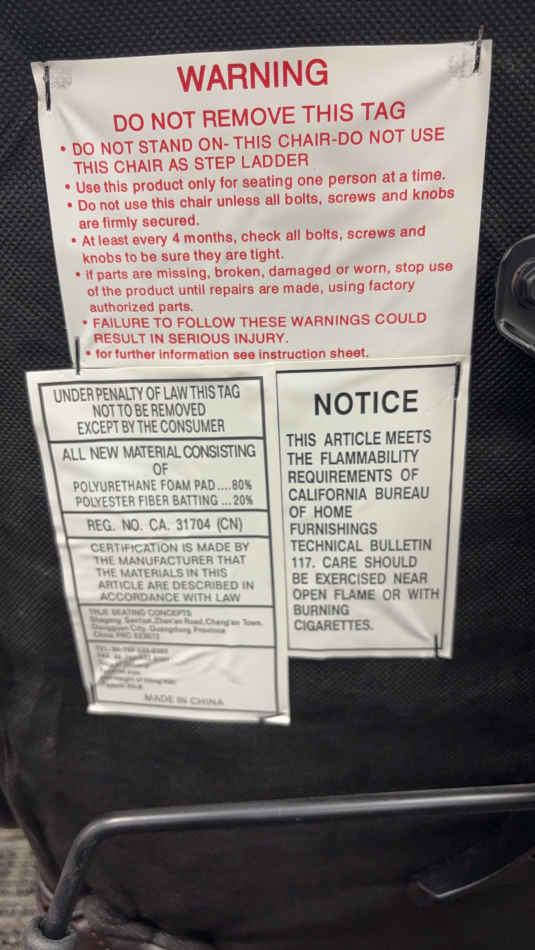 WARNING
DO NOT REMOVE THIS TAG
• DO NOT STAND ON- THIS CHAIR-DO NOT USE
THIS CHAIR AS STEP LADDER
• Use this product only for seating one person at a time.
• Do not use this chair unless all bolts, screws and knobs
are firmly secured.
• At least every 4 months, check all bolts, screws and
knobs to be sure they are tight.
• if parts are missing, broken, damaged or worn, stop use
of the product until repairs are made, using factory
authorized parts.
• FAILURE TO FOLLOW THESE WARNINGS COULD
RESULT IN SERIOUS INJURY.
• for further information see instruction sheet.
UNDER PENALTY OF LAW THIS TAG
NOT TO BE REMOVED
EXCEPT BY THE CONSUMER
ALL NEW MATERIAL CONSISTING
OF
POLYURETHANE FOAM PAD....80%
POLYESTER FIBER BATTING ...20%
REG. NO. CA. 31704 (CN)
CERTIFICATION IS MADE BY
THE MANUFACTURER THAT
THE MATERIALS IN THIS
ARTICLE ARE DESCRIBED IN
ACCORDANCE WITH LAW
TRUE SEATING CONCEPTS
Town.
Dongguan City, Guangdong Province
China PRC
MADE IN CHINA
NOTICE
THIS ARTICLE MEETS
THE FLAMMABILITY
REQUIREMENTS OF
CALIFORNIA BUREAU
OF HOME
FURNISHINGS
TECHNICAL BULLETIN
117. CARE SHOULD
BE EXERCISED NEAR
OPEN FLAME OR WITH
BURNING
CIGARETTES.